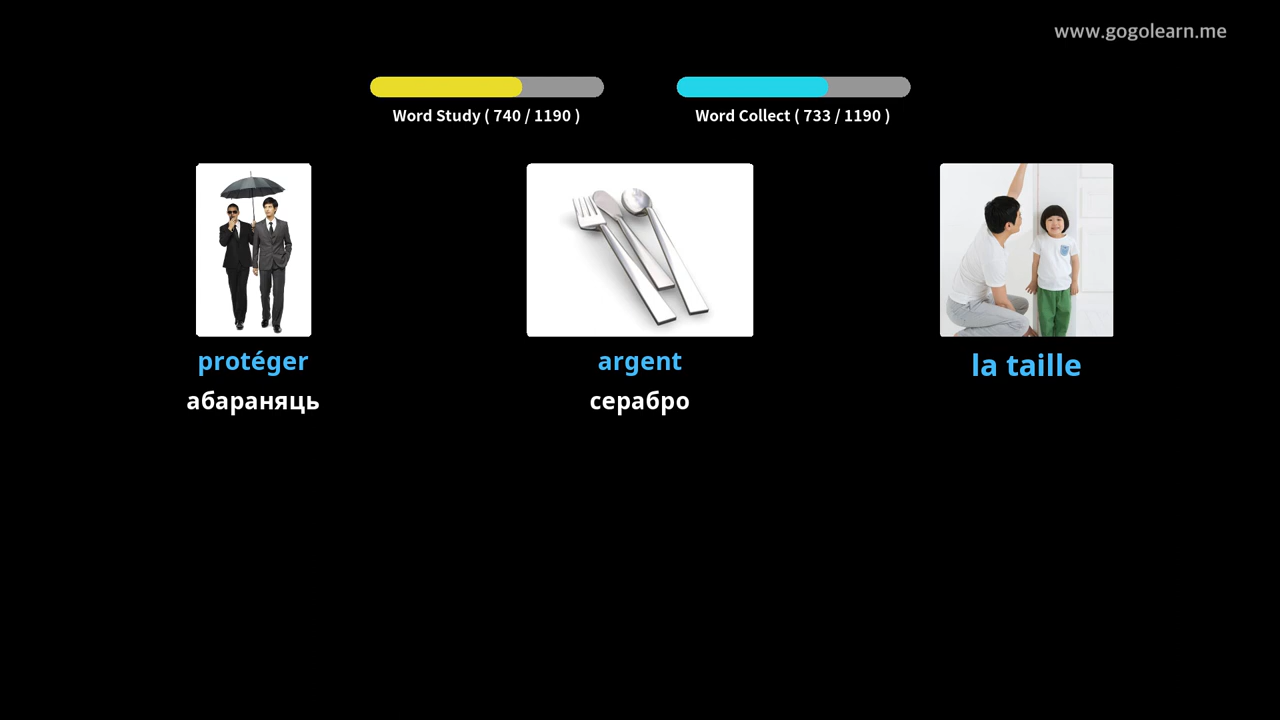 www.gogolearn.me
Word Study ( 740 / 1190 )
Word Collect ( 733 / 1190 )
protéger
абараняць
argent
серабро
la taille